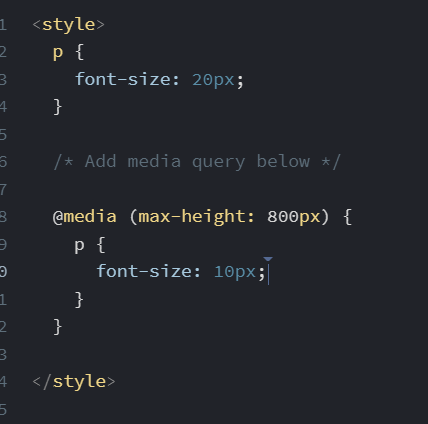 1 <style>
2 p {
3 font-size: 20px;
4 }
5
6 /* Add media query below */
7
8 @media (max-height: 800px) {
9 p {
0 font-size: 10px;
1 }
2 }
3
4 </style>
5